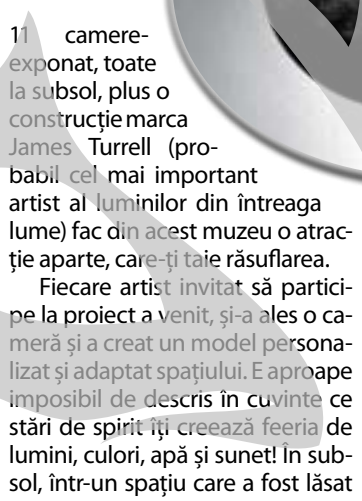 11 camere-
exponat, toate
la subsol, plus o
construcție marca
James Turrell (pro-
babil cel mai important
artist al luminilor din întreaga
lume) fac din acest muzeu o atrac-
ție aparte, care-ți taie răsuflarea.
Fiecare artist invitat să partici-
pe la proiect a venit, și-a ales o ca-
meră și a creat un model persona-
lizat și adaptat spațiului. E aproape
imposibil de descris în cuvinte ce
stări de spirit îți creează feeria de
lumini, culori, apă și sunet! În sub-
sol, într-un spațiu care a fost lăsat